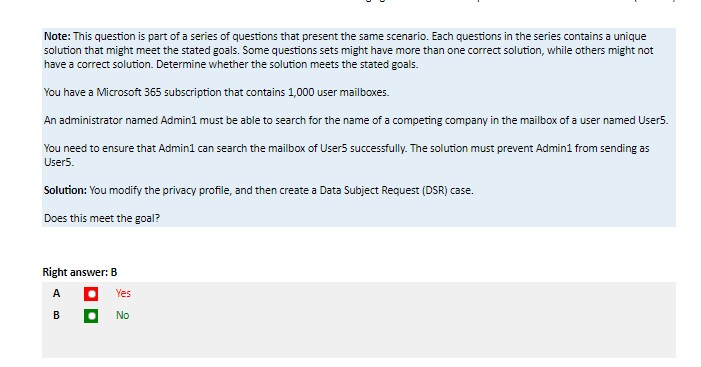 Note: This question is part of a series of questions that present the same scenario. Each questions in the series contains a unique
solution that might meet the stated goals. Some questions sets might have more than one correct solution, while others might not
have a correct solution. Determine whether the solution meets the stated goals.
You have a Microsoft 365 subscription that contains 1,000 user mailboxes.
An administrator named Admin1 must be able to search for the name of a competing company in the mailbox of a user named User5.
You need to ensure that Admin1 can search the mailbox of User5 successfully. The solution must prevent Admin1 from sending as
User5.
Solution: You modify the privacy profile, and then create a Data Subject Request (DSR) case.
Does this meet the goal?
Right answer: B
A Yes
B No